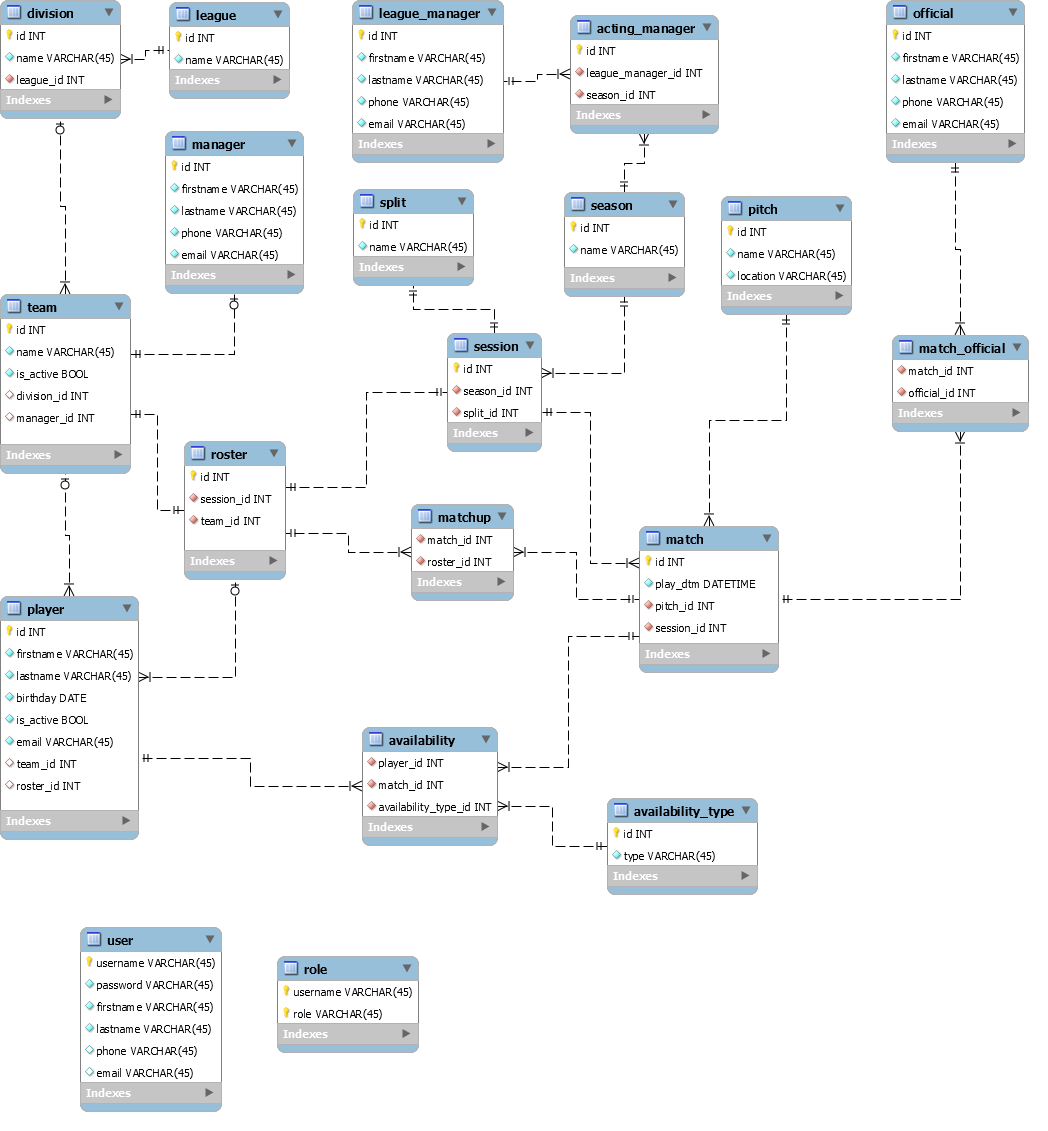 division
id INT
name VARCHAR(45)
league_id INT
Indexes
league
id INT
name VARCHAR(45)
Indexes
league_manager
id INT
firstname VARCHAR(45)
lastname VARCHAR(45)
phone VARCHAR(45)
email VARCHAR(45)
Indexes
acting_manager
id INT
league_manager_id INT
season_id INT
Indexes
official
id INT
firstname VARCHAR(45)
lastname VARCHAR(45)
phone VARCHAR(45)
email VARCHAR(45)
Indexes
manager
id INT
firstname VARCHAR(45)
lastname VARCHAR(45)
phone VARCHAR(45)
email VARCHAR(45)
Indexes
split
id INT
name VARCHAR(45)
Indexes
season
id INT
name VARCHAR(45)
Indexes
pitch
id INT
name VARCHAR(45)
location VARCHAR(45)
Indexes
team
id INT
name VARCHAR(45)
is_active BOOL
division_id INT
manager_id INT
Indexes
session
id INT
season_id INT
split_id INT
Indexes
match_official
match_id INT
official_id INT
Indexes
roster
id INT
session_id INT
team_id INT
Indexes
matchup
match_id INT
roster_id INT
Indexes
match
id INT
play_dtm DATETIME
pitch_id INT
session_id INT
Indexes
player
id INT
firstname VARCHAR(45)
lastname VARCHAR(45)
birthday DATE
is_active BOOL
email VARCHAR(45)
team_id INT
roster_id INT
Indexes
availability
player_id INT
match_id INT
availability_type_id INT
Indexes
availability_type
id INT
type VARCHAR(45)
Indexes
user
username VARCHAR(45)
password VARCHAR(45)
firstname VARCHAR(45)
lastname VARCHAR(45)
phone VARCHAR(45)
email VARCHAR(45)
Indexes
role
username VARCHAR(45)
role VARCHAR(45)
Indexes